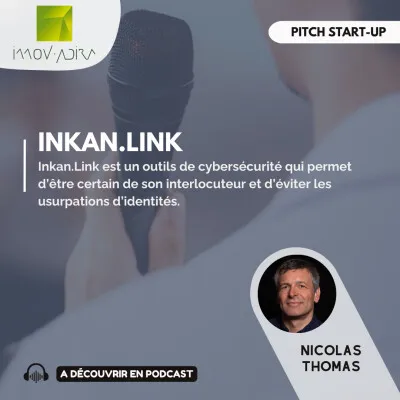 INOV·ADIRA
PITCH START-UP
INKAN.LINK
Inkan.Link est un outils de cybersécurité qui permet
d'être certain de son interlocuteur et d'éviter les
usurpations d'identités.
NICOLAS
THOMAS
A DÉCOUVRIR EN PODCAST